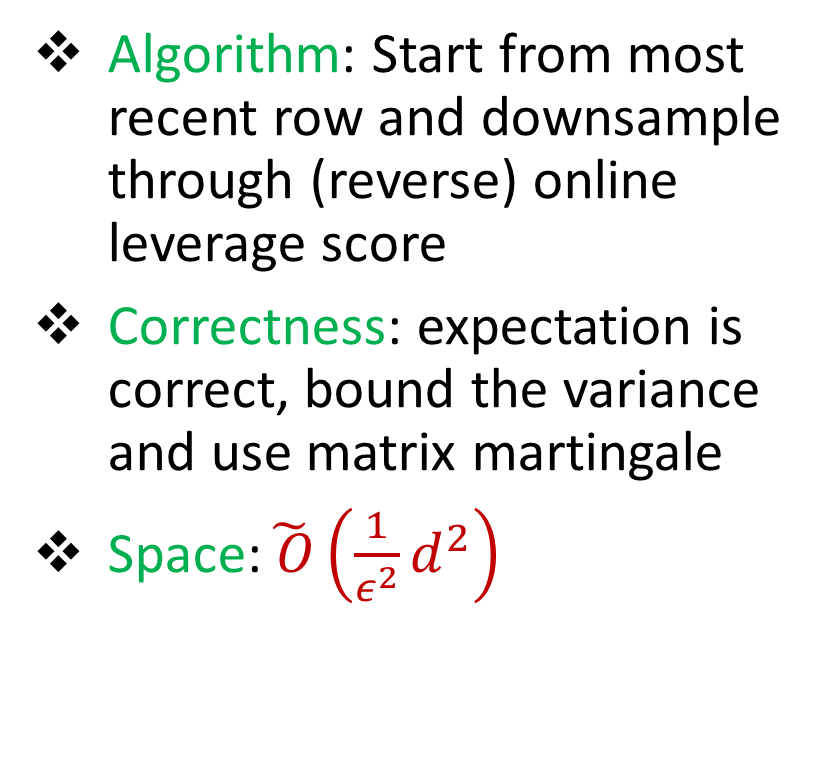 ❖ Algorithm: Start from most
recent row and downsample
through (reverse) online
leverage score
❖ Correctness: expectation is
correct, bound the variance
and use matrix martingale
❖ Space: Õ(1/ϵ² d²)